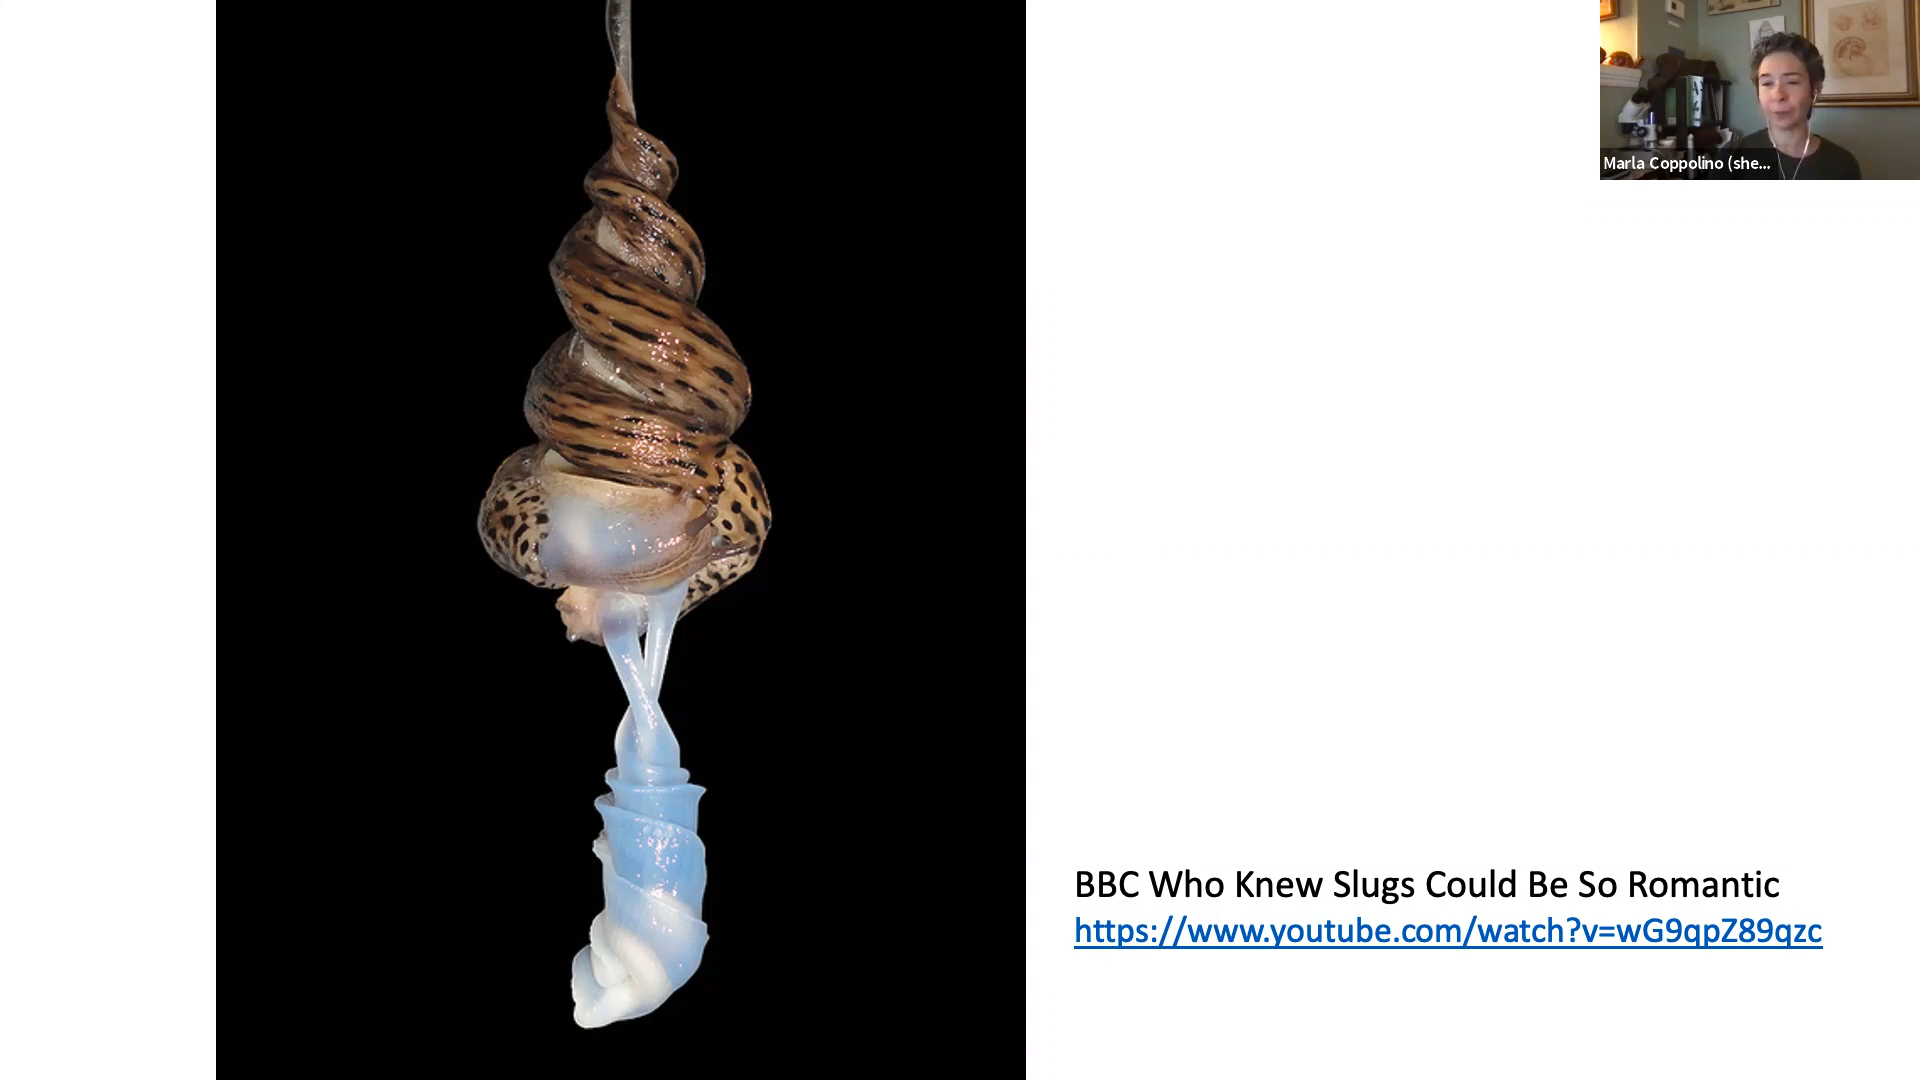 Marla Coppolino (she...
BBC Who Knew Slugs Could Be So Romantic
https://www.youtube.com/watch?v=wG9qpZ89qzc